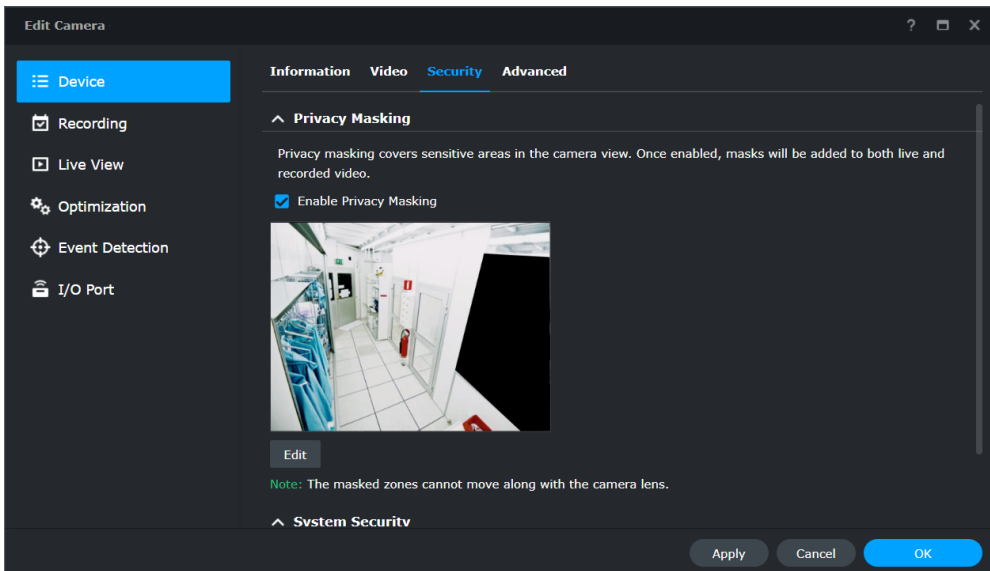 Edit Camera
Device
Recording
Live View
Optimization
Event Detection
I/O Port
Information Video Security Advanced
Privacy Masking
Privacy masking covers sensitive areas in the camera view. Once enabled, masks will be added to both live and
recorded video.
Enable Privacy Masking
Edit
Note: The masked zones cannot move along with the camera lens.
System Security
Apply Cancel OK